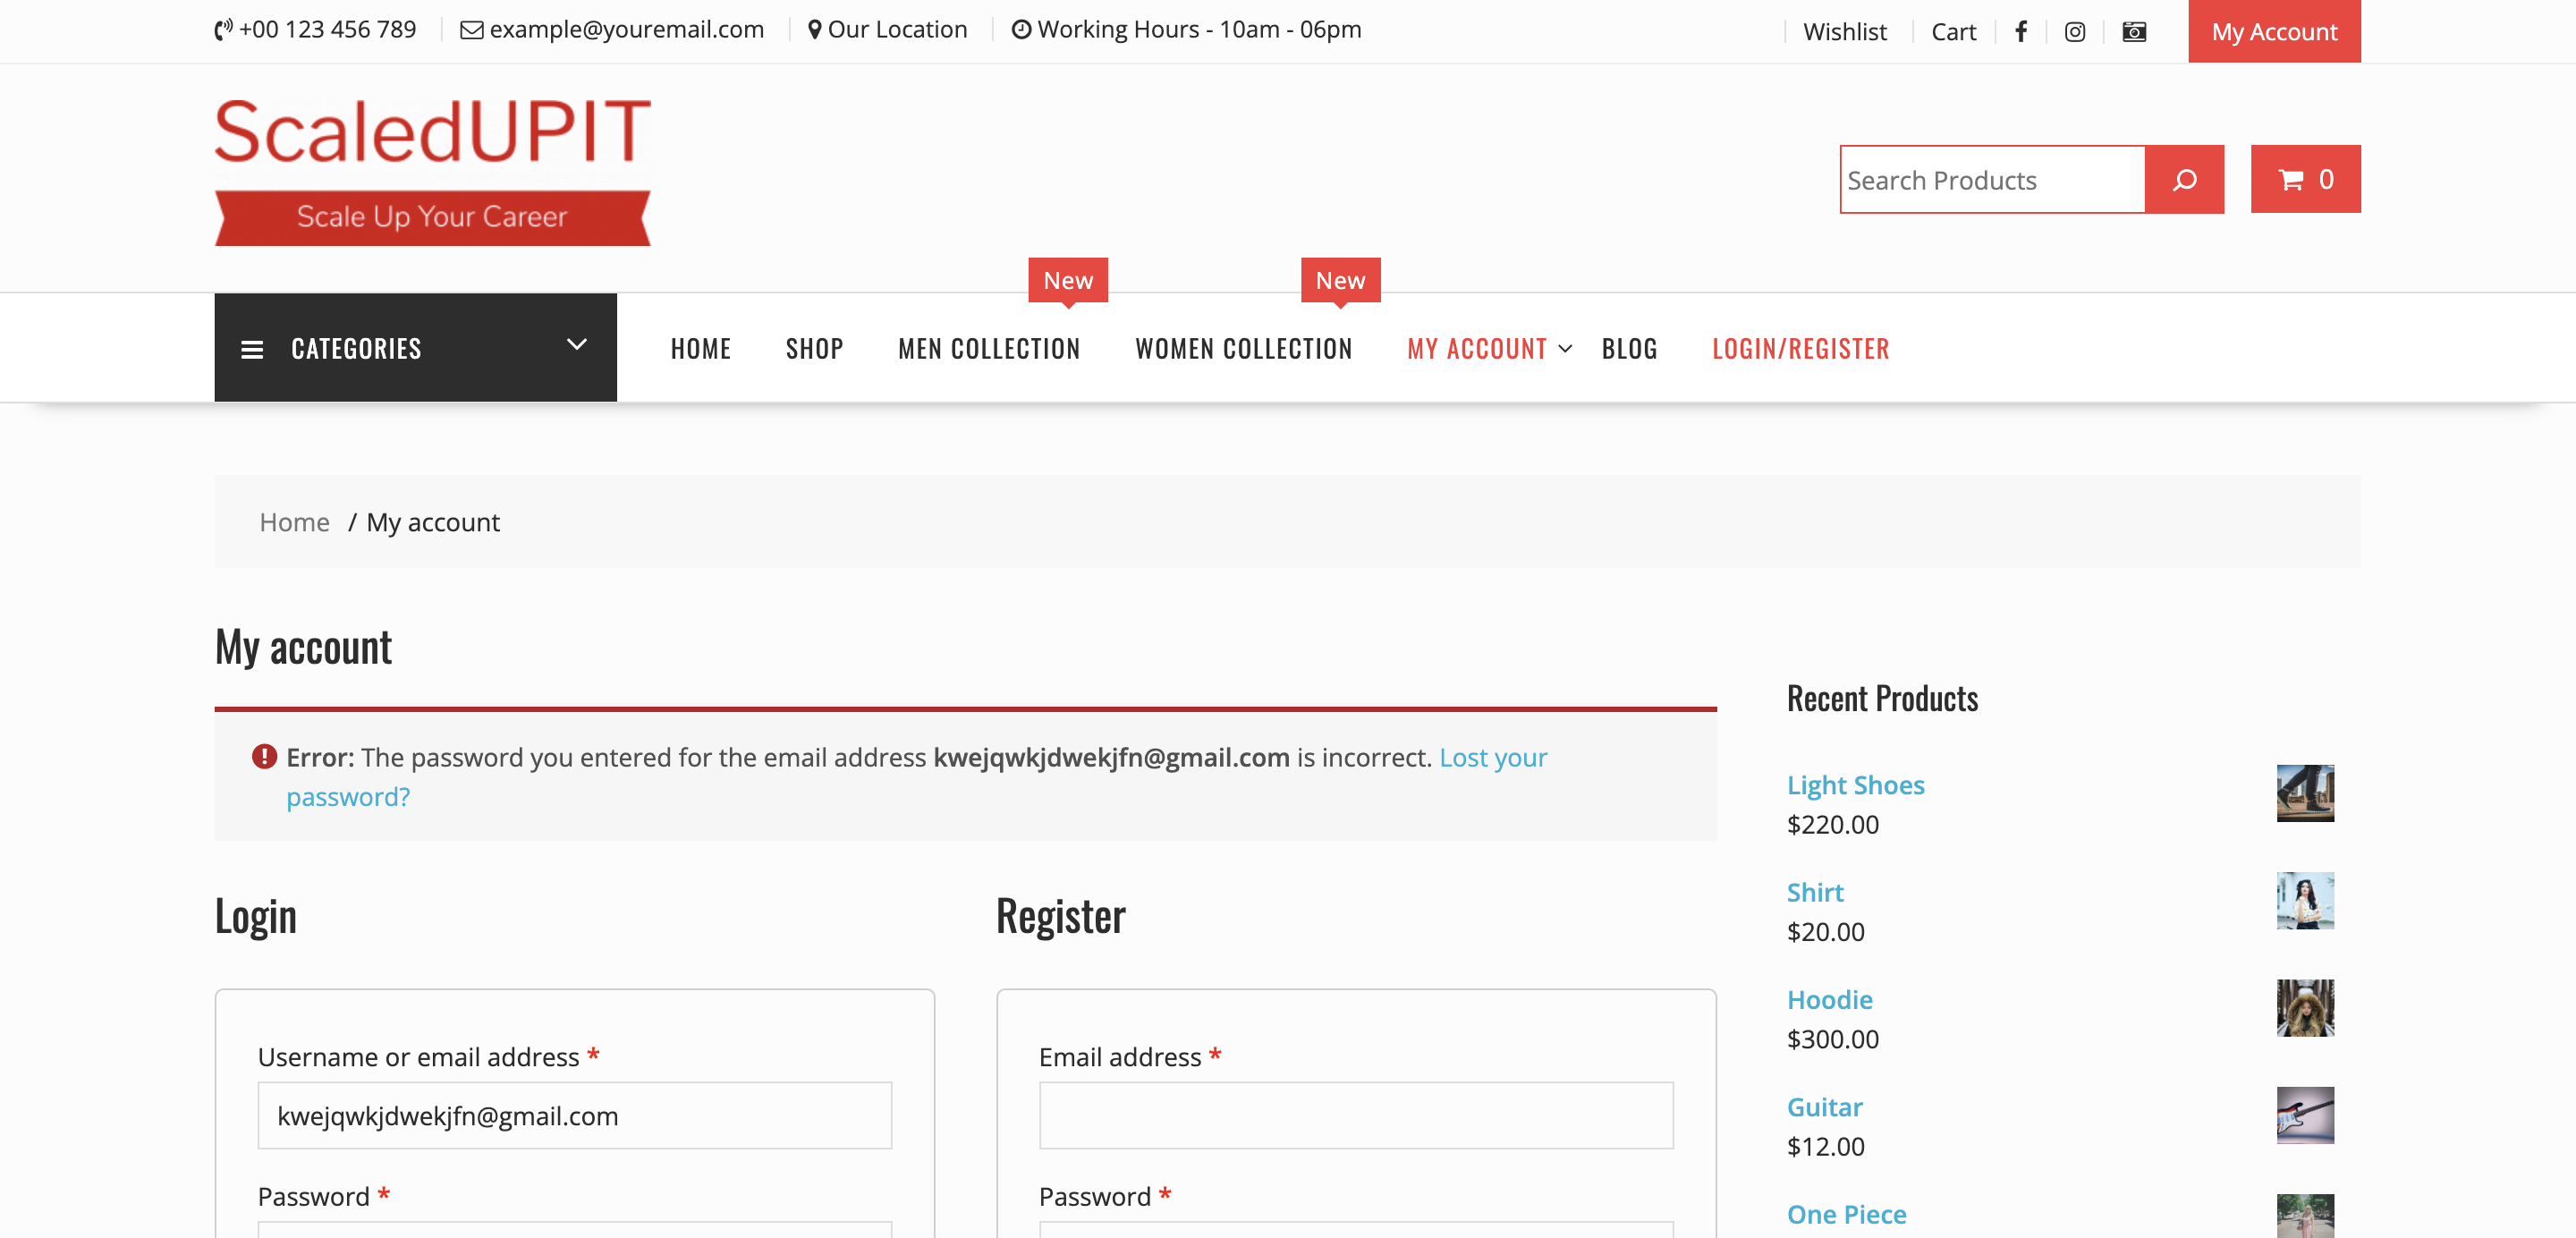 +00 123 456 789
example@youremail.com
Our Location
Working Hours - 10am - 06pm
Wishlist
Cart
My Account
ScaledUPIT
Scale Up Your Career
Search Products
0
New
New
CATEGORIES
HOME
SHOP
MEN COLLECTION
WOMEN COLLECTION
MY ACCOUNT
BLOG
LOGIN/REGISTER
Home / My account
My account
Error: The password you entered for the email address kwejqwkjdwekjfn@gmail.com is incorrect. Lost your
password?
Login
Username or email address *
kwejqwkjdwekjfn@gmail.com
Password *
Register
Email address *
Password *
Recent Products
Light Shoes
$220.00
Shirt
$20.00
Hoodie
$300.00
Guitar
$12.00
One Piece